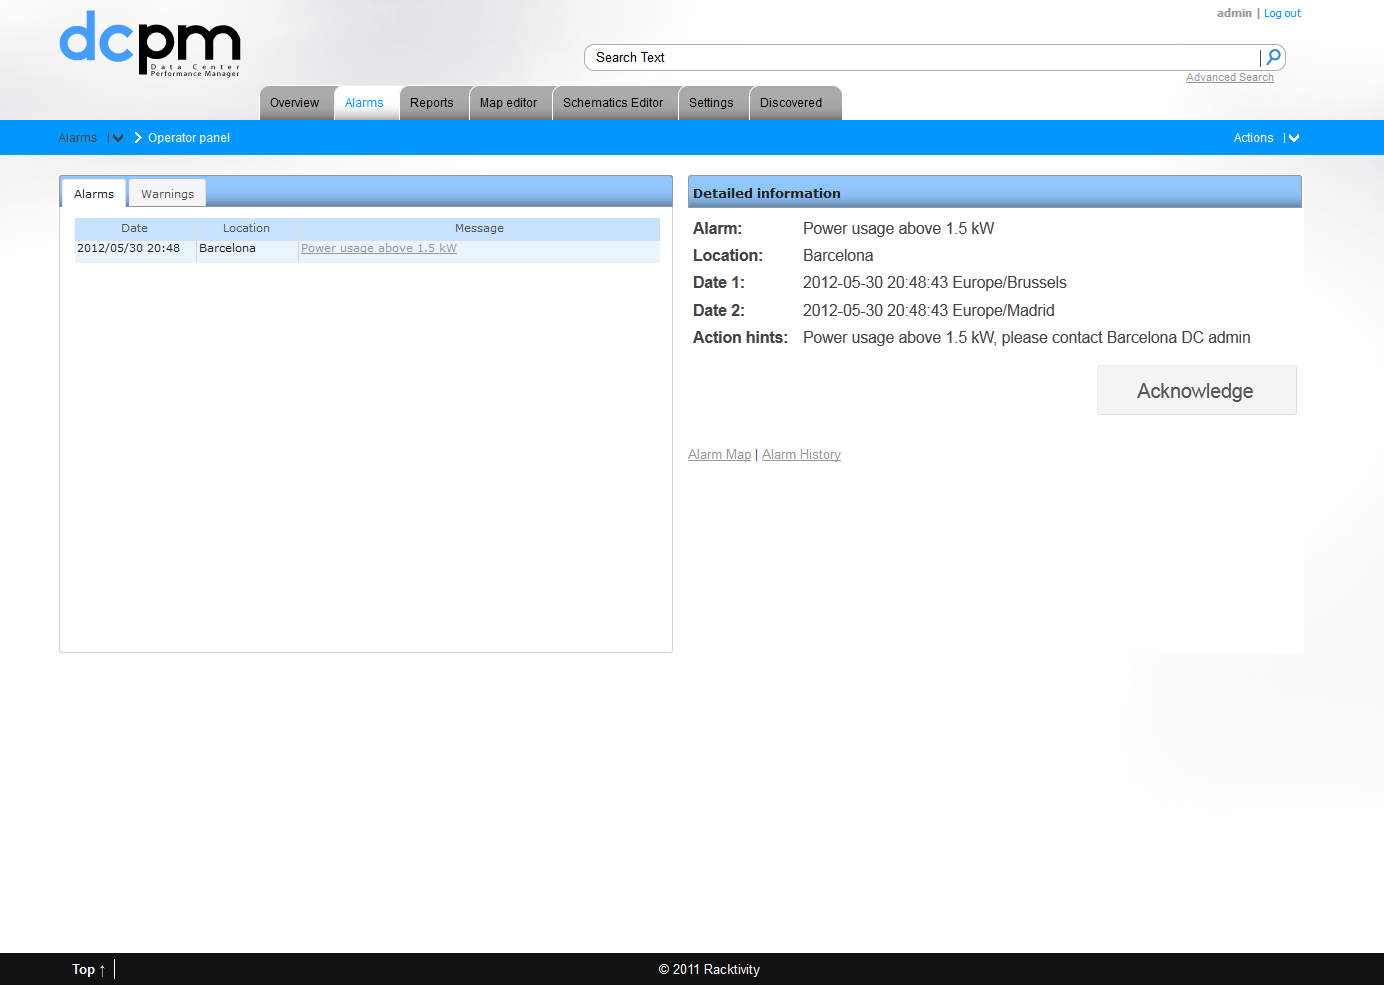 admin | Log out
dcpm
Data Center
Performance Manager
Search Text
Advanced Search
Overview Alarms Reports Map editor Schematics Editor Settings Discovered
Alarms | Operator panel Actions |
Alarms Warnings
Date Location Message
2012/05/30 20:48 Barcelona Power usage above 1.5 kW
Detailed information
Alarm: Power usage above 1.5 kW
Location: Barcelona
Date 1: 2012-05-30 20:48:43 Europe/Brussels
Date 2: 2012-05-30 20:48:43 Europe/Madrid
Action hints: Power usage above 1.5 kW, please contact Barcelona DC admin
Acknowledge
Alarm Map | Alarm History
Top ↑ © 2011 Racktivity